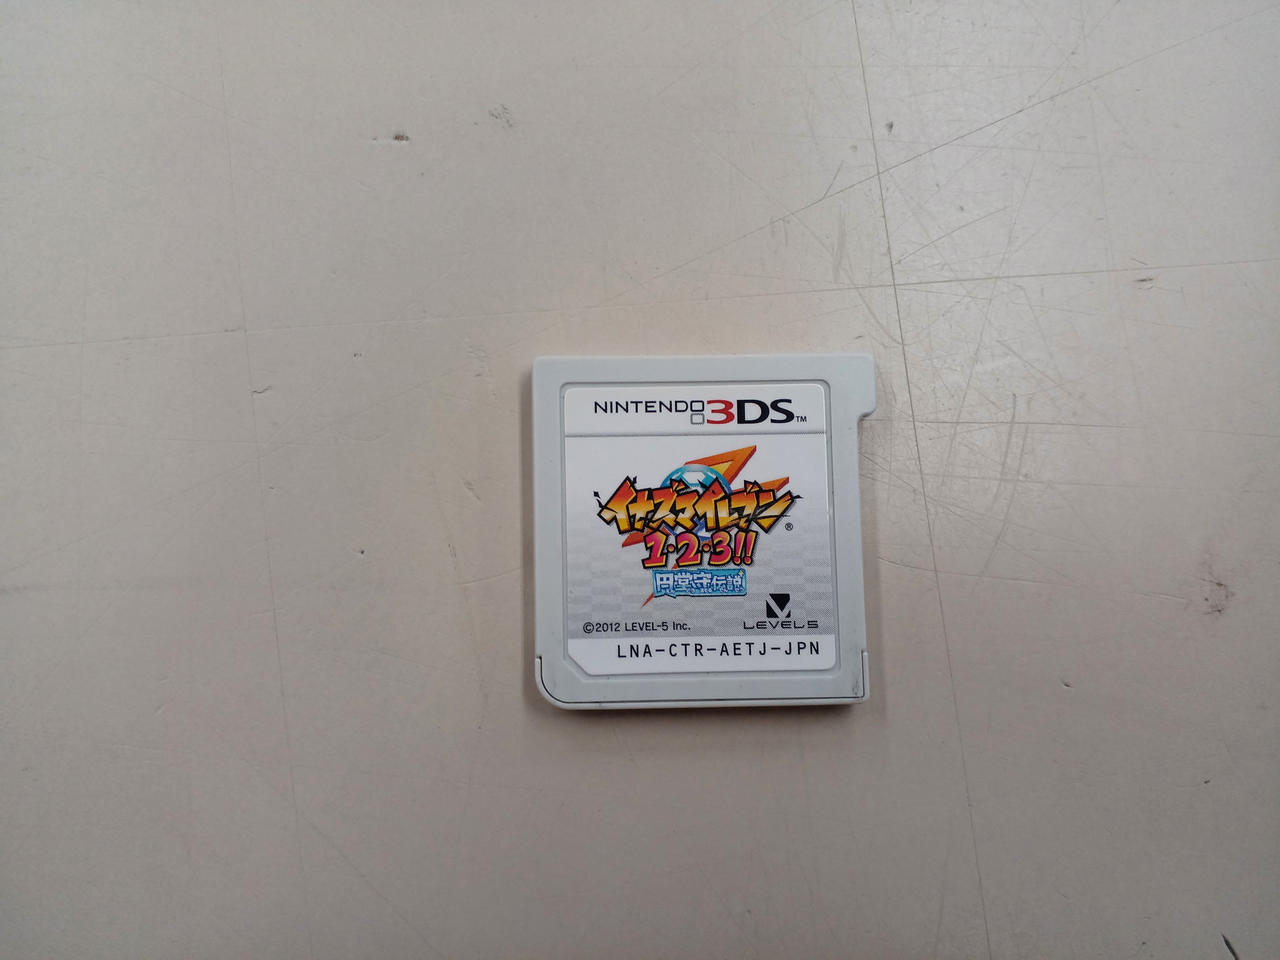 NINTENDO 3DS™
イナズマイレブン®
1・2・3!!
円堂守伝説
LEVEL5
©2012 LEVEL-5 Inc.
LNA-CTR-AETJ-JPN